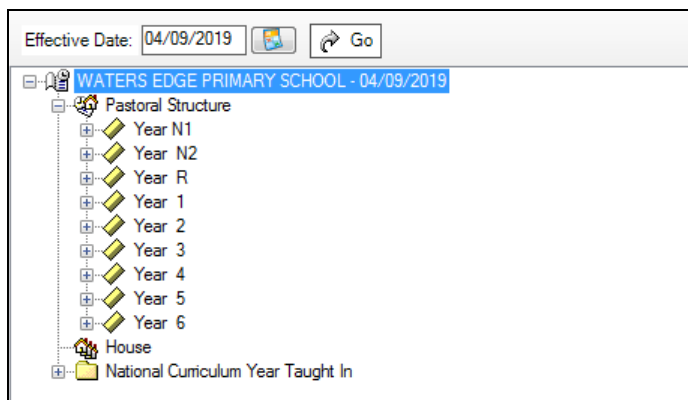 Effective Date: 04/09/2019 Go
WATERS EDGE PRIMARY SCHOOL - 04/09/2019
Pastoral Structure
Year N1
Year N2
Year R
Year 1
Year 2
Year 3
Year 4
Year 5
Year 6
House
National Curriculum Year Taught In